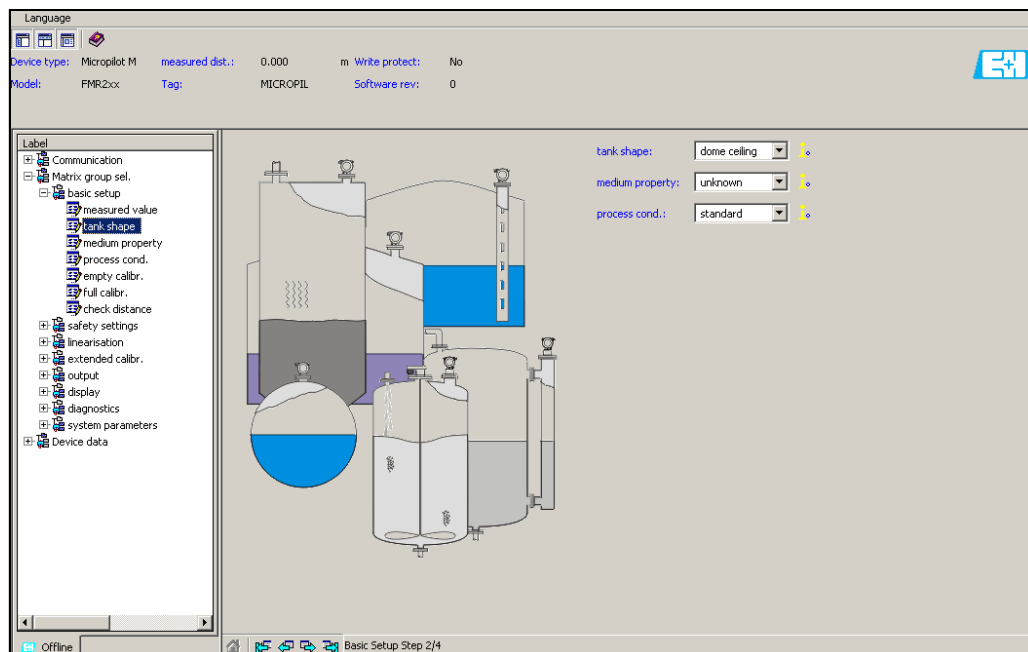 Language
Device type: Micropilot M measured dist.: 0.000 m Write protect: No
Model: FMR2xx Tag: MICROPIL Software rev: 0
E+H
Label
Communication
Matrix group sel.
basic setup
measured value
tank shape
medium property
process cond.
empty calibr.
full calibr.
check distance
safety settings
linearisation
extended calibr.
output
display
diagnostics
system parameters
Device data
tank shape: dome ceiling
medium property: unknown
process cond.: standard
Offline
Basic Setup Step 2/4